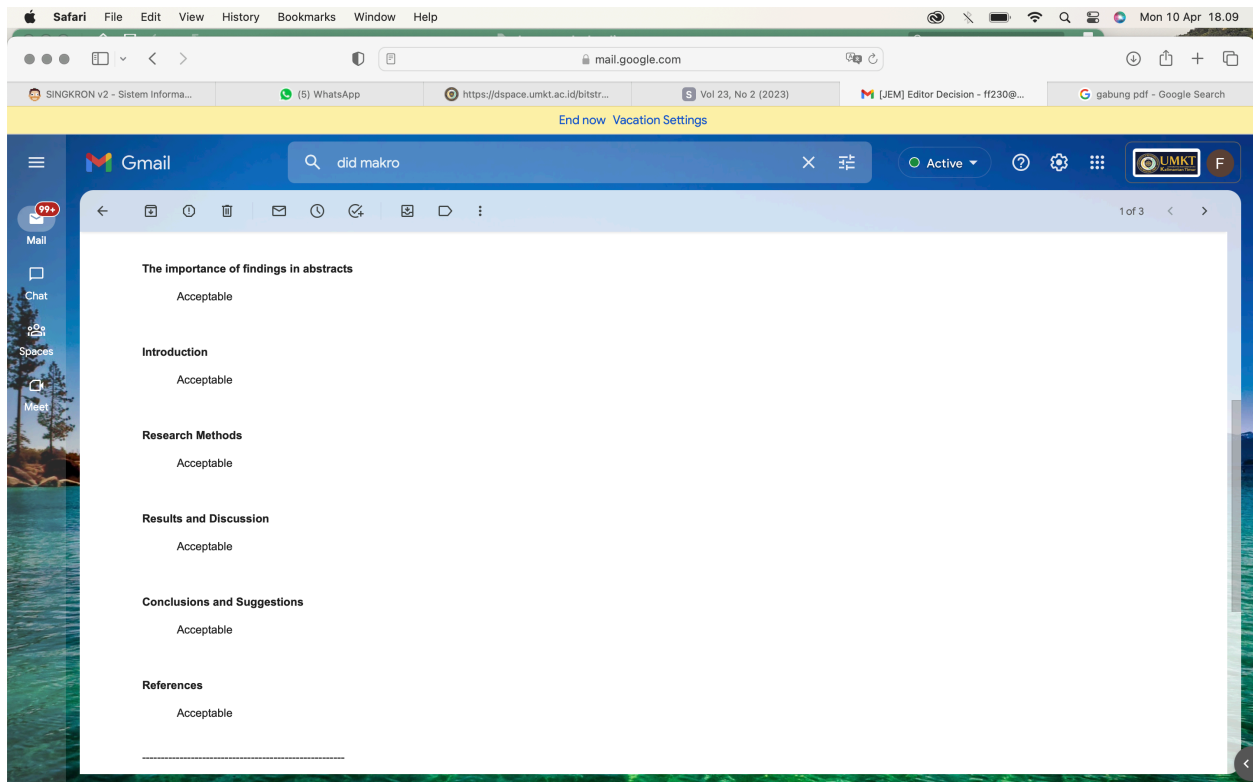 Safari File Edit View History Bookmarks Window Help Mon 10 Apr 18.09
mail.google.com
SINGKRON v2 - Sistem Informa... (5) WhatsApp https://dspace.umkt.ac.id/bitstr... S Vol 23, No 2 (2023) [JEM] Editor Decision - ff230@... gabung pdf - Google Search
End now Vacation Settings
Gmail did makro Active UMKT F
99+ 1 of 3
Mail
The importance of findings in abstracts
Chat
Acceptable
Spaces
Introduction
Acceptable
Meet
Research Methods
Acceptable
Results and Discussion
Acceptable
Conclusions and Suggestions
Acceptable
References
Acceptable
------------------------------------------------------